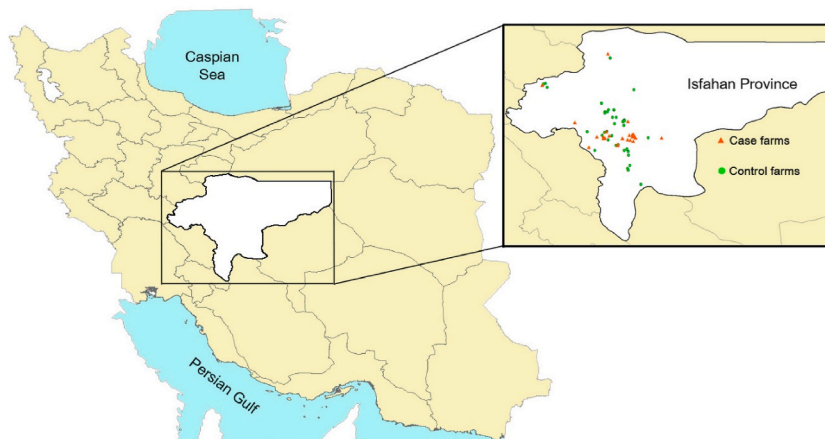 Caspian
Sea
Isfahan Province
Case farms
Control farms
Persian Gulf